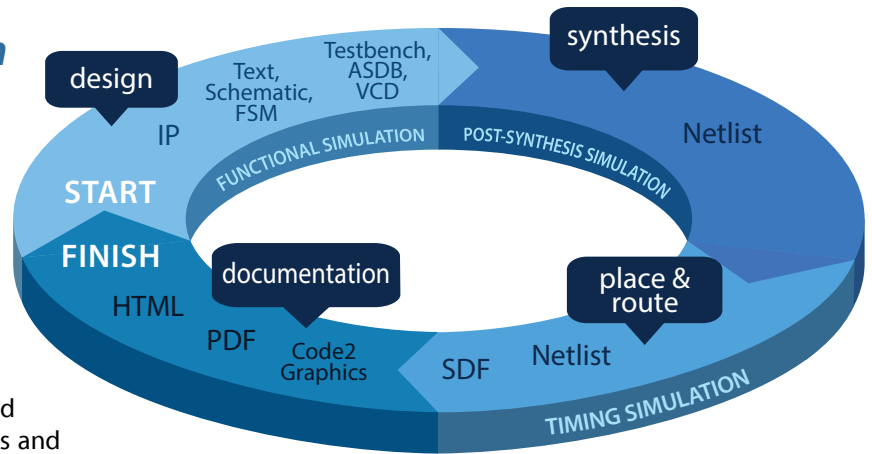 design
IP
Text,
Schematic,
FSM
Testbench,
ASDB,
VCD
synthesis
Netlist
FUNCTIONAL SIMULATION
POST-SYNTHESIS SIMULATION
START
FINISH
HTML
PDF
documentation
Code2
Graphics
SDF
Netlist
place &
route
TIMING SIMULATION
d
s and